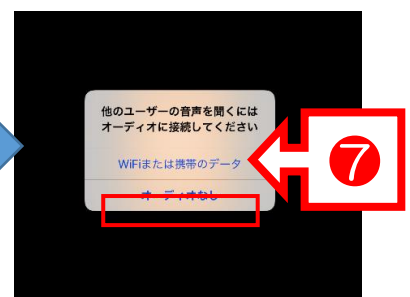 他のユーザーの音声を聞くには
オーディオに接続してください
WiFiまたは携帯のデータ
オーディオなし
7